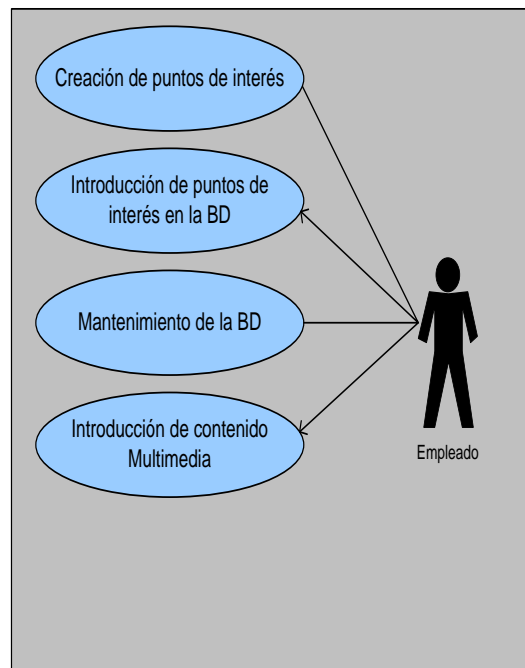 Creación de puntos de interés
Introducción de puntos de
interés en la BD
Mantenimiento de la BD
Introducción de contenido
Multimedia
Empleado